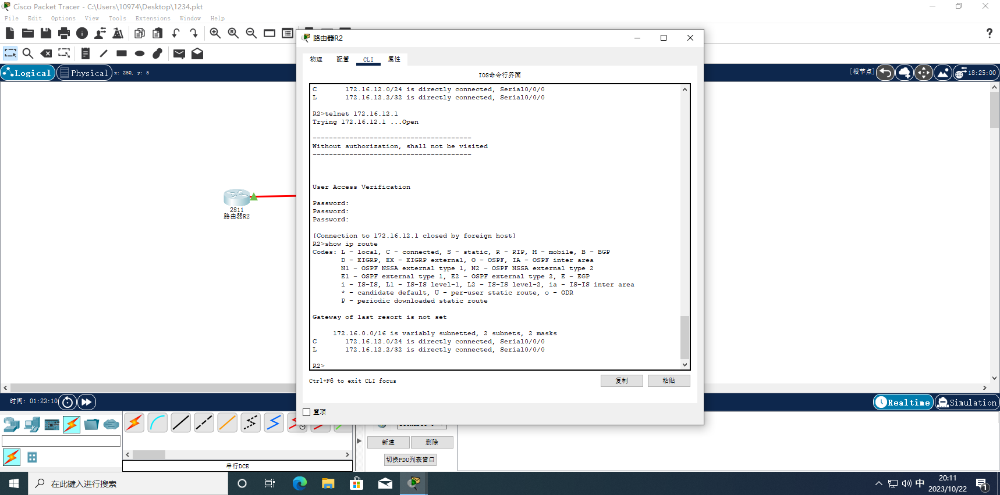 Cisco Packet Tracer - C:\Users\10974\Desktop\1234.pkt
File Edit Options View Tools Extensions Window Help
路由器R2
物理 配置 CLI 属性
Logical Physical x: 250, y: 5
[根节点] 18:25:00
IOS命令行界面
C 172.16.12.0/24 is directly connected, Serial0/0/0
L 172.16.12.2/32 is directly connected, Serial0/0/0
R2>telnet 172.16.12.1
Trying 172.16.12.1 ...Open
---------------------------------------
Without authorization, shall not be visited
---------------------------------------
User Access Verification
Password:
Password:
Password:
[Connection to 172.16.12.1 closed by foreign host]
R2>show ip route
Codes: L - local, C - connected, S - static, R - RIP, M - mobile, B - BGP
D - EIGRP, EX - EIGRP external, O - OSPF, IA - OSPF inter area
N1 - OSPF NSSA external type 1, N2 - OSPF NSSA external type 2
E1 - OSPF external type 1, E2 - OSPF external type 2, E - EGP
i - IS-IS, L1 - IS-IS level-1, L2 - IS-IS level-2, ia - IS-IS inter area
* - candidate default, U - per-user static route, o - ODR
P - periodic downloaded static route
Gateway of last resort is not set
172.16.0.0/16 is variably subnetted, 2 subnets, 2 masks
C 172.16.12.0/24 is directly connected, Serial0/0/0
L 172.16.12.2/32 is directly connected, Serial0/0/0
R2>
Ctrl+F6 to exit CLI focus
复制 粘贴
置顶
2811
路由器R2
时间: 01:23:10
Realtime Simulation
新建 删除
切换PDU列表窗口
串行DCE
在此键入进行搜索
中
20:11
2023/10/22
1